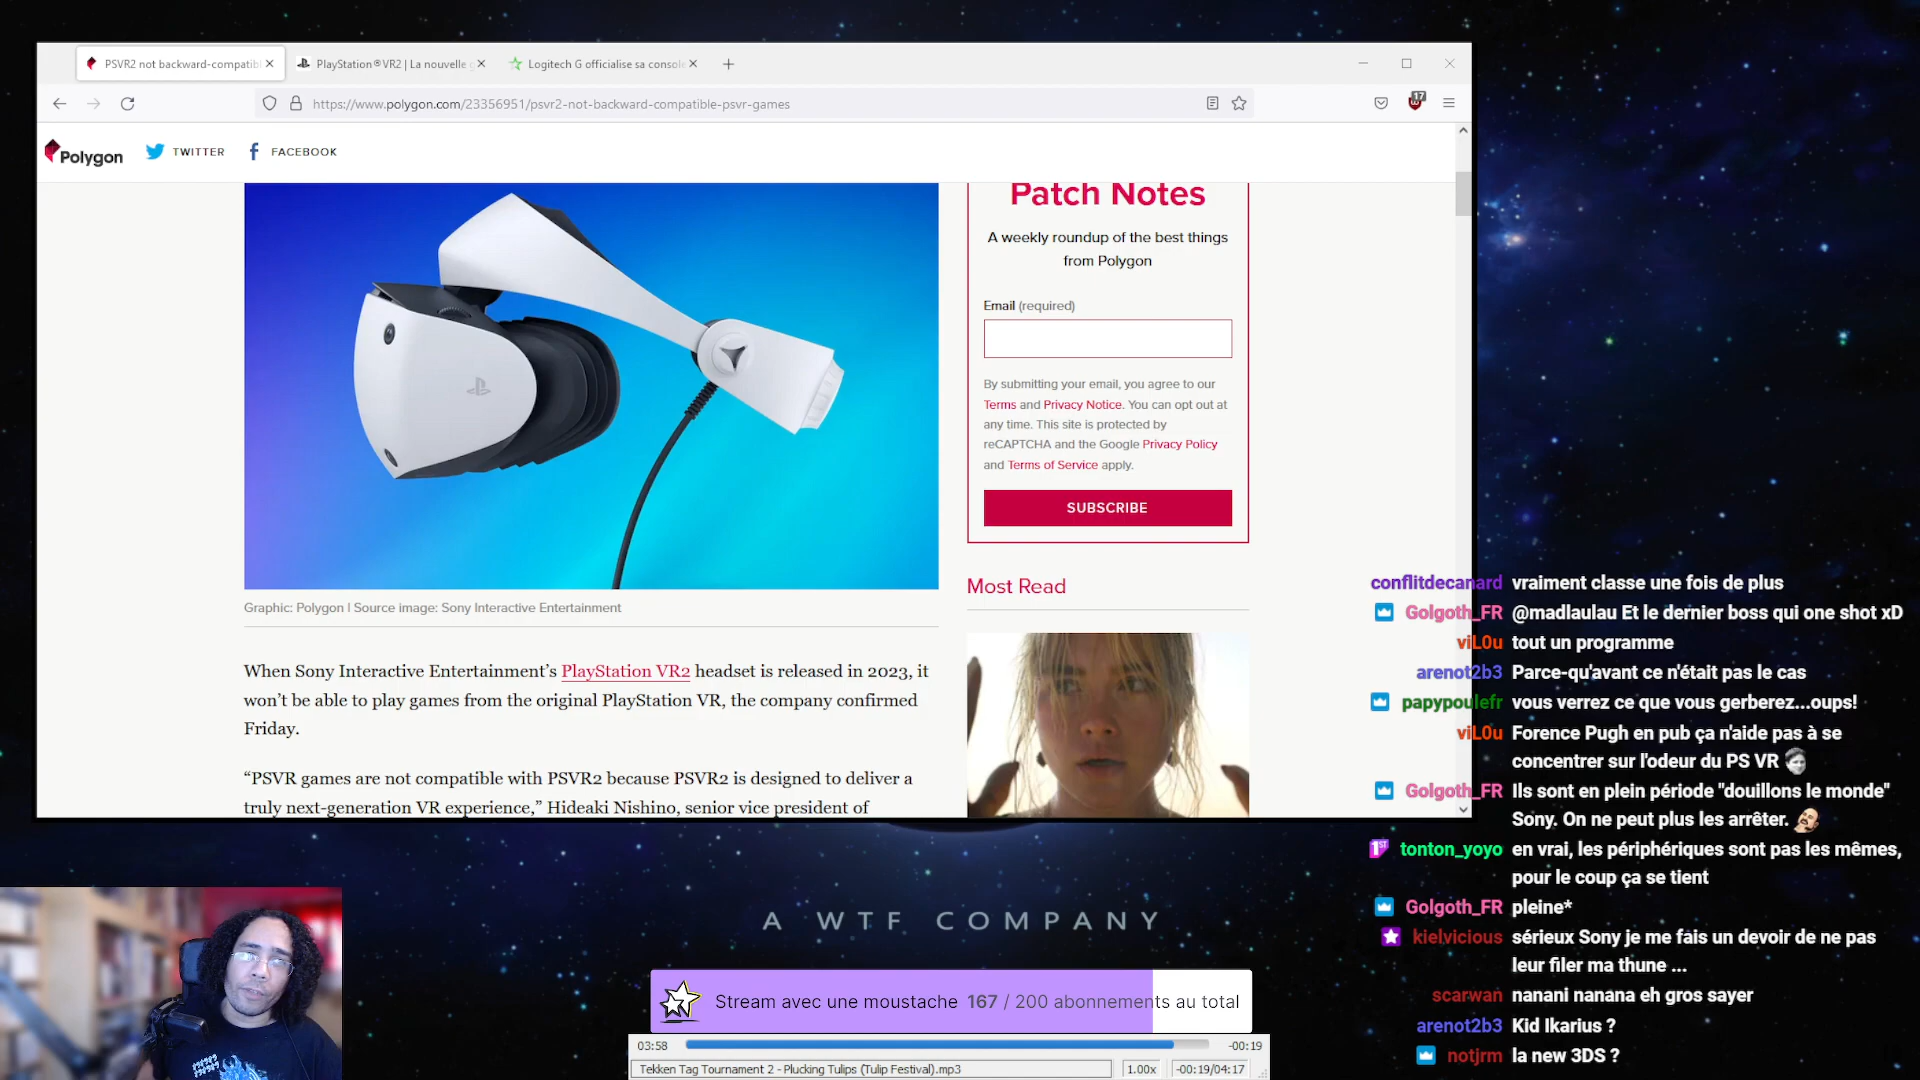 PSVR2 not backward-compatibl
PlayStation®VR2 | La nouvelle g
Logitech G officialise sa console
https://www.polygon.com/23356951/psvr2-not-backward-compatible-psvr-games
17
Polygon
TWITTER
FACEBOOK
Patch Notes
A weekly roundup of the best things
from Polygon
Email (required)
By submitting your email, you agree to our
Terms and Privacy Notice. You can opt out at
any time. This site is protected by
reCAPTCHA and the Google Privacy Policy
and Terms of Service apply.
SUBSCRIBE
Most Read
Graphic: Polygon | Source image: Sony Interactive Entertainment
When Sony Interactive Entertainment’s PlayStation VR2 headset is released in 2023, it
won’t be able to play games from the original PlayStation VR, the company confirmed
Friday.
“PSVR games are not compatible with PSVR2 because PSVR2 is designed to deliver a
truly next-generation VR experience,” Hideaki Nishino, senior vice president of
conflitdecanard vraiment classe une fois de plus
Golgoth_FR @madlaulau Et le dernier boss qui one shot xD
viL0u tout un programme
arenot2b3 Parce-qu'avant ce n'était pas le cas
papypoulefr vous verrez ce que vous gerberez...oups!
viL0u Forence Pugh en pub ça n'aide pas à se
concentrer sur l'odeur du PS VR
Golgoth_FR Ils sont en plein période "douillons le monde"
Sony. On ne peut plus les arrêter.
1ST tonton_yoyo en vrai, les périphériques sont pas les mêmes,
pour le coup ça se tient
Golgoth_FR pleine*
kielvicious sérieux Sony je me fais un devoir de ne pas
leur filer ma thune ...
scarwan nanani nanana eh gros sayer
arenot2b3 Kid Ikarius ?
notjrm la new 3DS ?
A WTF COMPANY
Stream avec une moustache 167 / 200 abonnements au total
03:58
-00:19
Tekken Tag Tournament 2 - Plucking Tulips (Tulip Festival).mp3
1.00x
-00:19/04:17